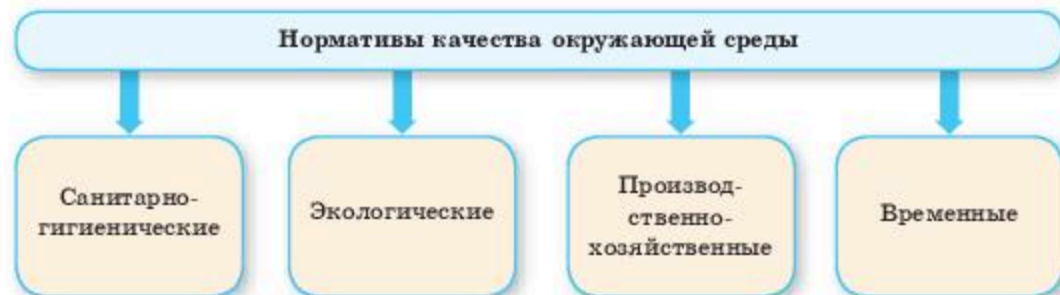 Нормативы качества окружающей среды
Санитарно-
гигиенические
Экологические
Производ-
ственно-
хозяйственные
Временные